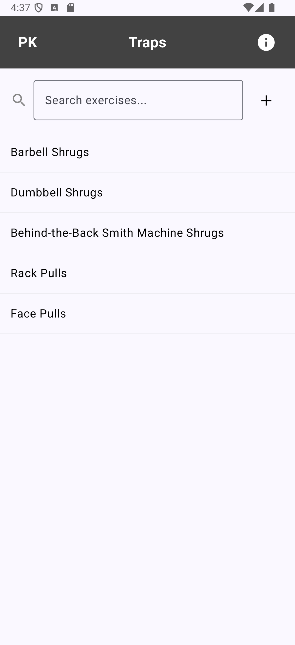 4:37
PK Traps
Search exercises...
Barbell Shrugs
Dumbbell Shrugs
Behind-the-Back Smith Machine Shrugs
Rack Pulls
Face Pulls